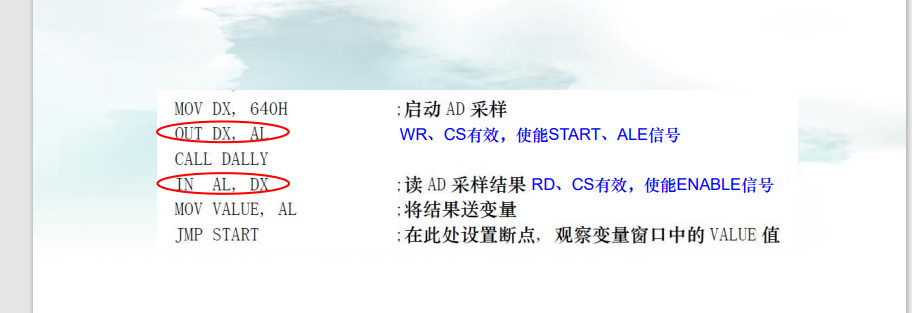 MOV DX, 640H ;启动 AD 采样
OUT DX, AL WR、CS有效，使能START、ALE信号
CALL DALLY
IN AL, DX ;读 AD 采样结果 RD、CS有效，使能ENABLE信号
MOV VALUE, AL ;将结果送变量
JMP START ;在此处设置断点, 观察变量窗口中的 VALUE 值